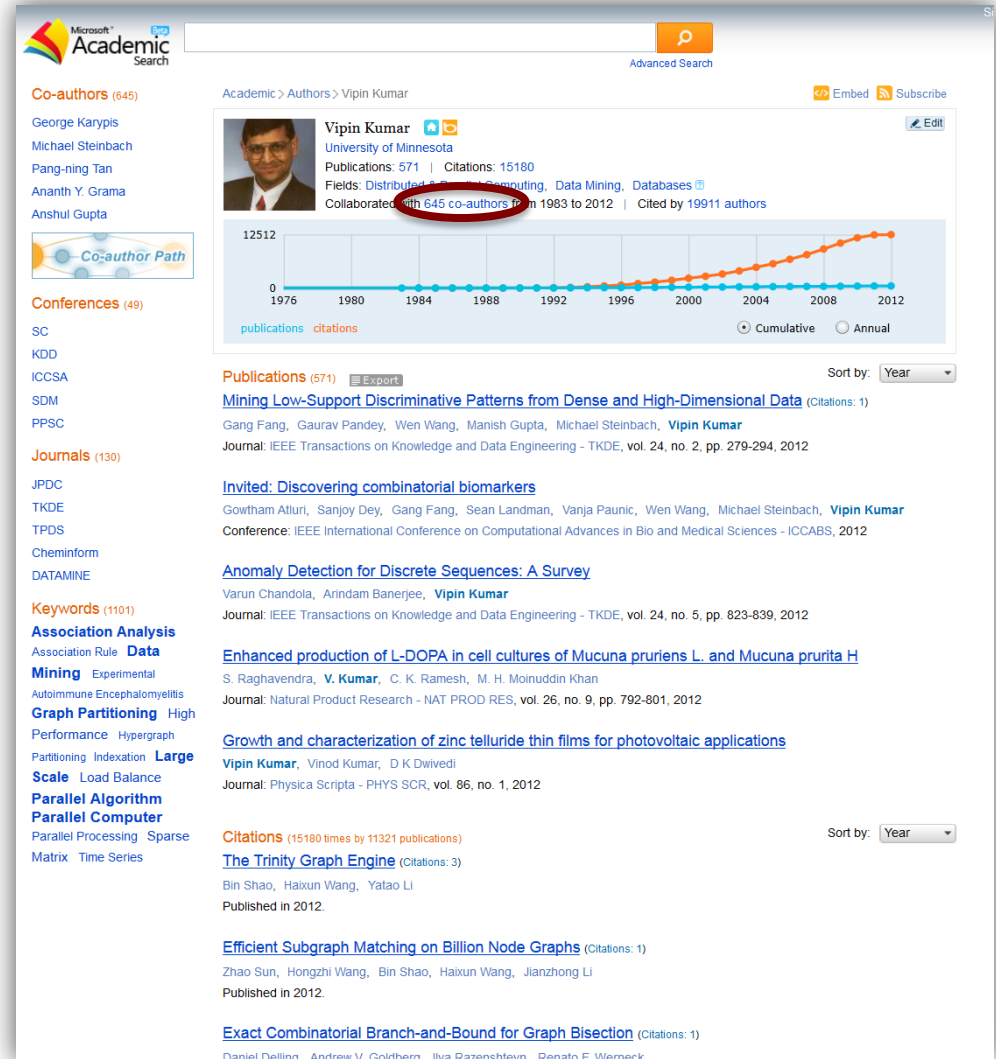 Si
Microsoft Beta
Academic
Search
Advanced Search
Co-authors (645)
George Karypis
Michael Steinbach
Pang-ning Tan
Ananth Y. Grama
Anshul Gupta
Co-author Path
Conferences (49)
SC
KDD
ICCSA
SDM
PPSC
Journals (130)
JPDC
TKDE
TPDS
Cheminform
DATAMINE
Keywords (1101)
Association Analysis
Association Rule Data
Mining Experimental
Autoimmune Encephalomyelitis
Graph Partitioning High
Performance Hypergraph
Partitioning Indexation Large
Scale Load Balance
Parallel Algorithm
Parallel Computer
Parallel Processing Sparse
Matrix Time Series
Academic > Authors > Vipin Kumar
Embed Subscribe
Vipin Kumar
Edit
University of Minnesota
Publications: 571 | Citations: 15180
Fields: Distributed & Parallel Computing, Data Mining, Databases
Collaborated with 645 co-authors from 1983 to 2012 | Cited by 19911 authors
12512
0
1976 1980 1984 1988 1992 1996 2000 2004 2008 2012
publications citations
Cumulative Annual
Publications (571) Export
Sort by: Year
Mining Low-Support Discriminative Patterns from Dense and High-Dimensional Data (Citations: 1)
Gang Fang, Gaurav Pandey, Wen Wang, Manish Gupta, Michael Steinbach, Vipin Kumar
Journal: IEEE Transactions on Knowledge and Data Engineering - TKDE, vol. 24, no. 2, pp. 279-294, 2012
Invited: Discovering combinatorial biomarkers
Gowtham Atluri, Sanjoy Dey, Gang Fang, Sean Landman, Vanja Paunic, Wen Wang, Michael Steinbach, Vipin Kumar
Conference: IEEE International Conference on Computational Advances in Bio and Medical Sciences - ICCABS, 2012
Anomaly Detection for Discrete Sequences: A Survey
Varun Chandola, Arindam Banerjee, Vipin Kumar
Journal: IEEE Transactions on Knowledge and Data Engineering - TKDE, vol. 24, no. 5, pp. 823-839, 2012
Enhanced production of L-DOPA in cell cultures of Mucuna pruriens L. and Mucuna prurita H
S. Raghavendra, V. Kumar, C. K. Ramesh, M. H. Moinuddin Khan
Journal: Natural Product Research - NAT PROD RES, vol. 26, no. 9, pp. 792-801, 2012
Growth and characterization of zinc telluride thin films for photovoltaic applications
Vipin Kumar, Vinod Kumar, D K Dwivedi
Journal: Physica Scripta - PHYS SCR, vol. 86, no. 1, 2012
Citations (15180 times by 11321 publications)
Sort by: Year
The Trinity Graph Engine (Citations: 3)
Bin Shao, Haixun Wang, Yatao Li
Published in 2012.
Efficient Subgraph Matching on Billion Node Graphs (Citations: 1)
Zhao Sun, Hongzhi Wang, Bin Shao, Haixun Wang, Jianzhong Li
Published in 2012.
Exact Combinatorial Branch-and-Bound for Graph Bisection (Citations: 1)
Daniel Delling, Andrew V. Goldberg, Ilya Razenshteyn, Renato F. Werneck